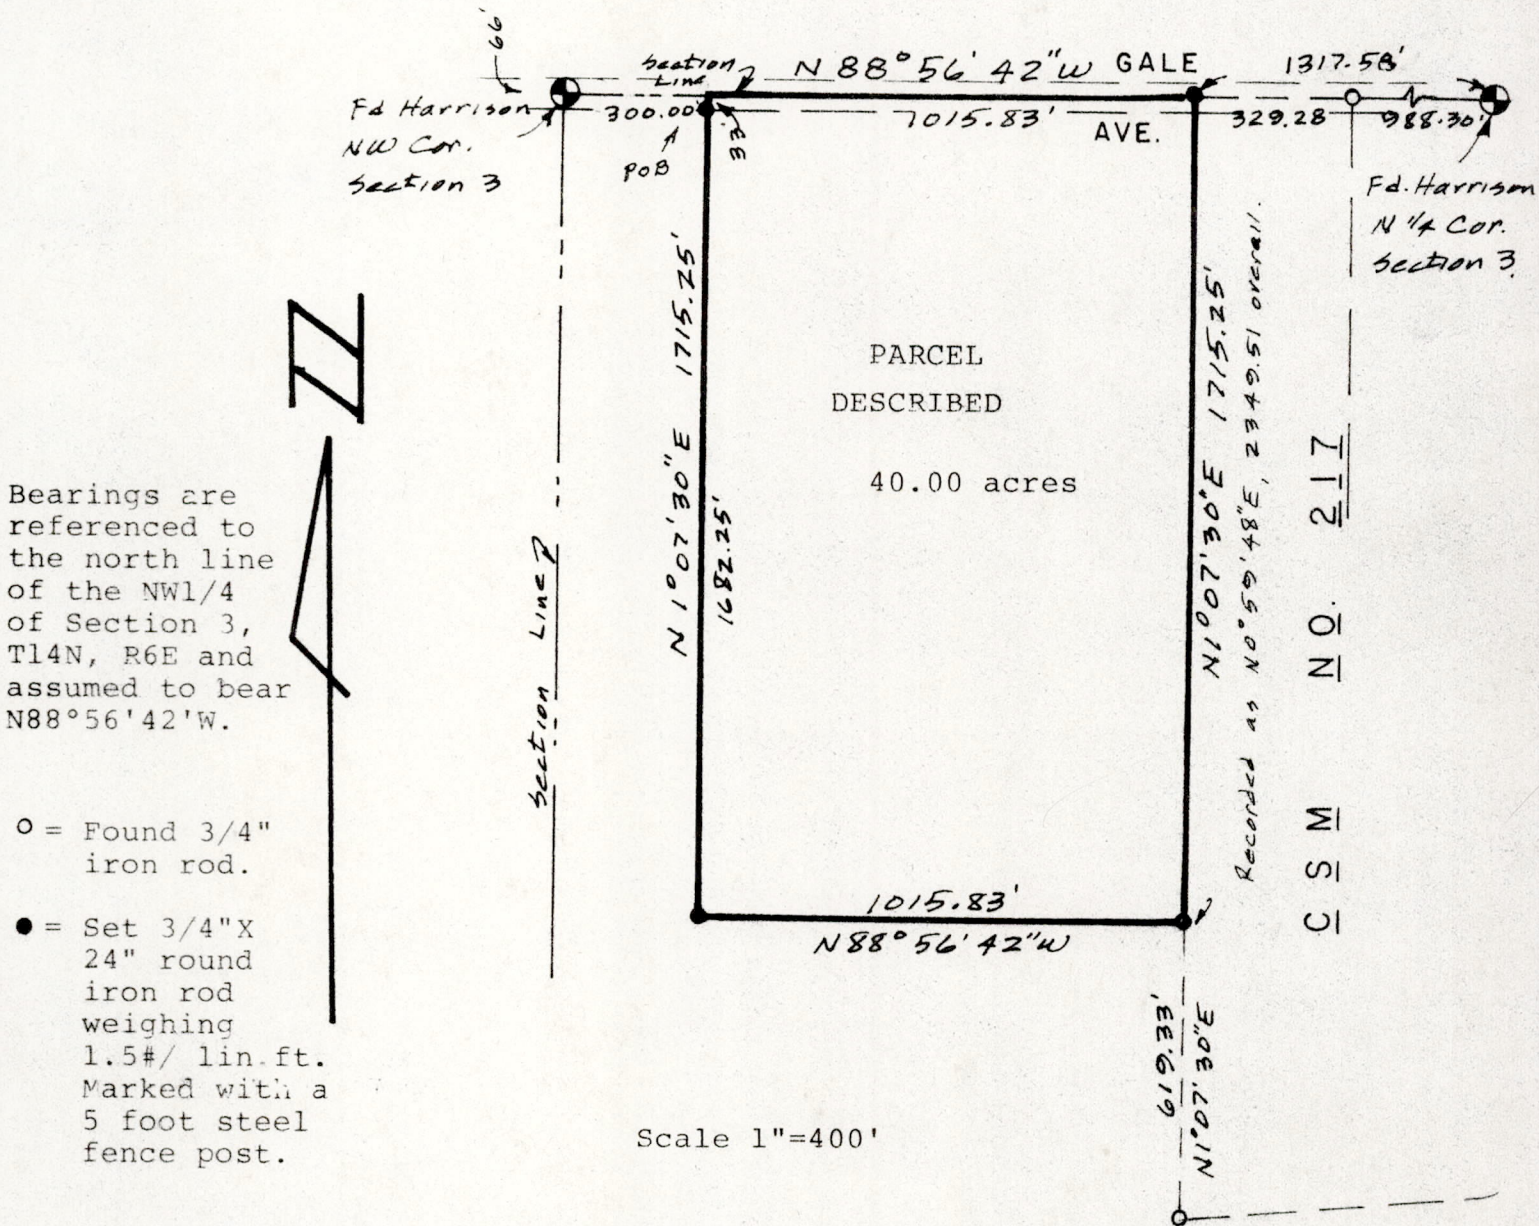 66'
Section
Line
N 88° 56' 42" W GALE
1317.58'
Fd Harrison
NW Cor.
Section 3
300.00'
POB
33'
1015.83'
AVE.
329.28
988.30'
Fd. Harrison
N 1/4 Cor.
Section 3.
N 1° 07' 30" E 1715.25'
1682.25'
PARCEL
DESCRIBED
40.00 acres
N1°07'30"E 1715.25'
Recorded as N0°59'48"E, 2349.51 overall.
CSM NO. 217
N
Section Line
Bearings are
referenced to
the north line
of the NW1/4
of Section 3,
T14N, R6E and
assumed to bear
N88°56'42'W.
O = Found 3/4"
iron rod.
● = Set 3/4"X
24" round
iron rod
weighing
1.5#/ lin.ft.
Marked with a
5 foot steel
fence post.
1015.83'
N 88° 56' 42" W
619.33'
N1°07'30"E
Scale 1"=400'